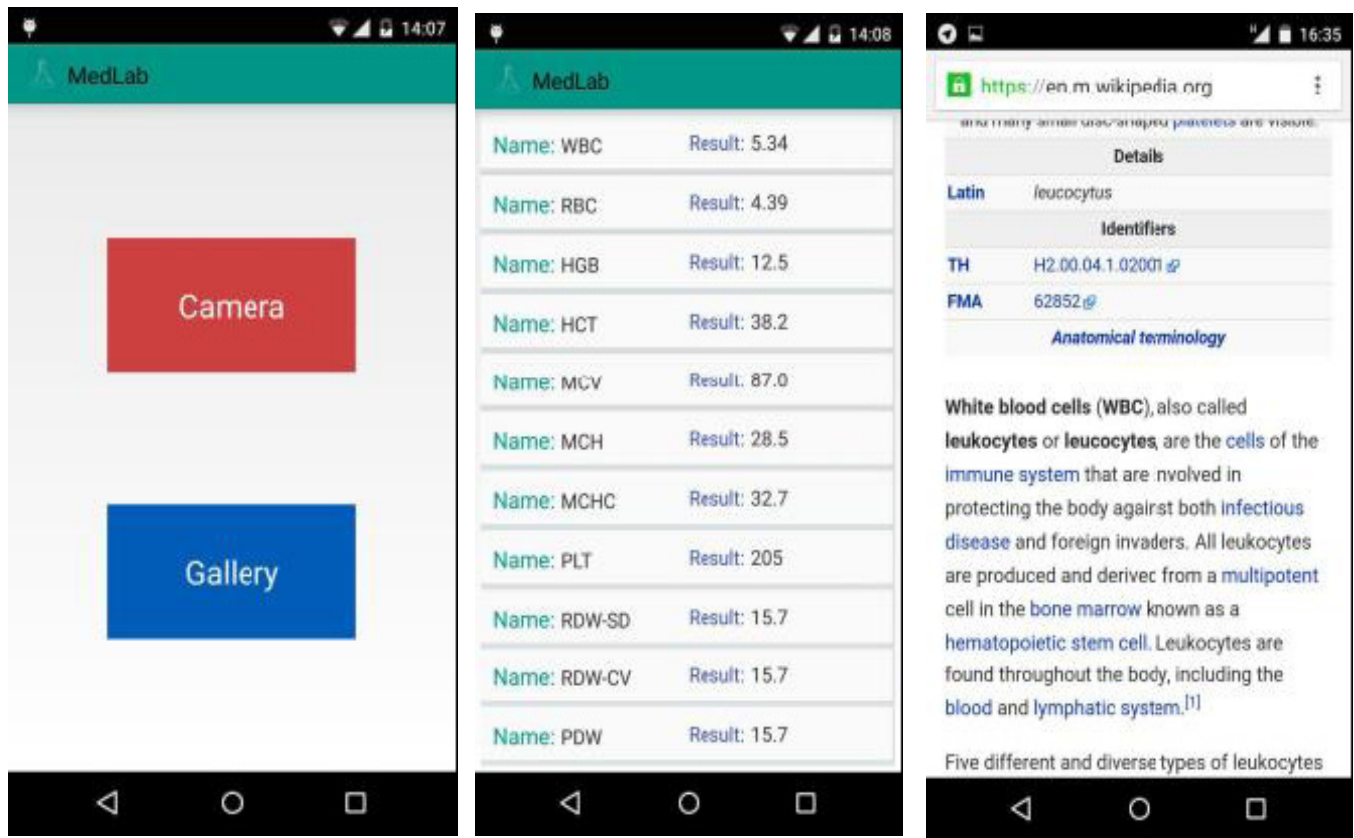 14:07
MedLab
Camera
Gallery
14:08
MedLab
Name: WBC Result: 5.34
Name: RBC Result: 4.39
Name: HGB Result: 12.5
Name: HCT Result: 38.2
Name: MCV Result: 87.0
Name: MCH Result: 28.5
Name: MCHC Result: 32.7
Name: PLT Result: 205
Name: RDW-SD Result: 15.7
Name: RDW-CV Result: 15.7
Name: PDW Result: 15.7
16:35
https://en.m.wikipedia.org
and many small disc-shaped platelets are visible.
Details
Latin leucocytus
Identifiers
TH H2.00.04.1.02001
FMA 62852
Anatomical terminology
White blood cells (WBC), also called
leukocytes or leucocytes, are the cells of the
immune system that are involved in
protecting the body against both infectious
disease and foreign invaders. All leukocytes
are produced and derived from a multipotent
cell in the bone marrow known as a
hematopoietic stem cell. Leukocytes are
found throughout the body, including the
blood and lymphatic system.[1]
Five different and diverse types of leukocytes